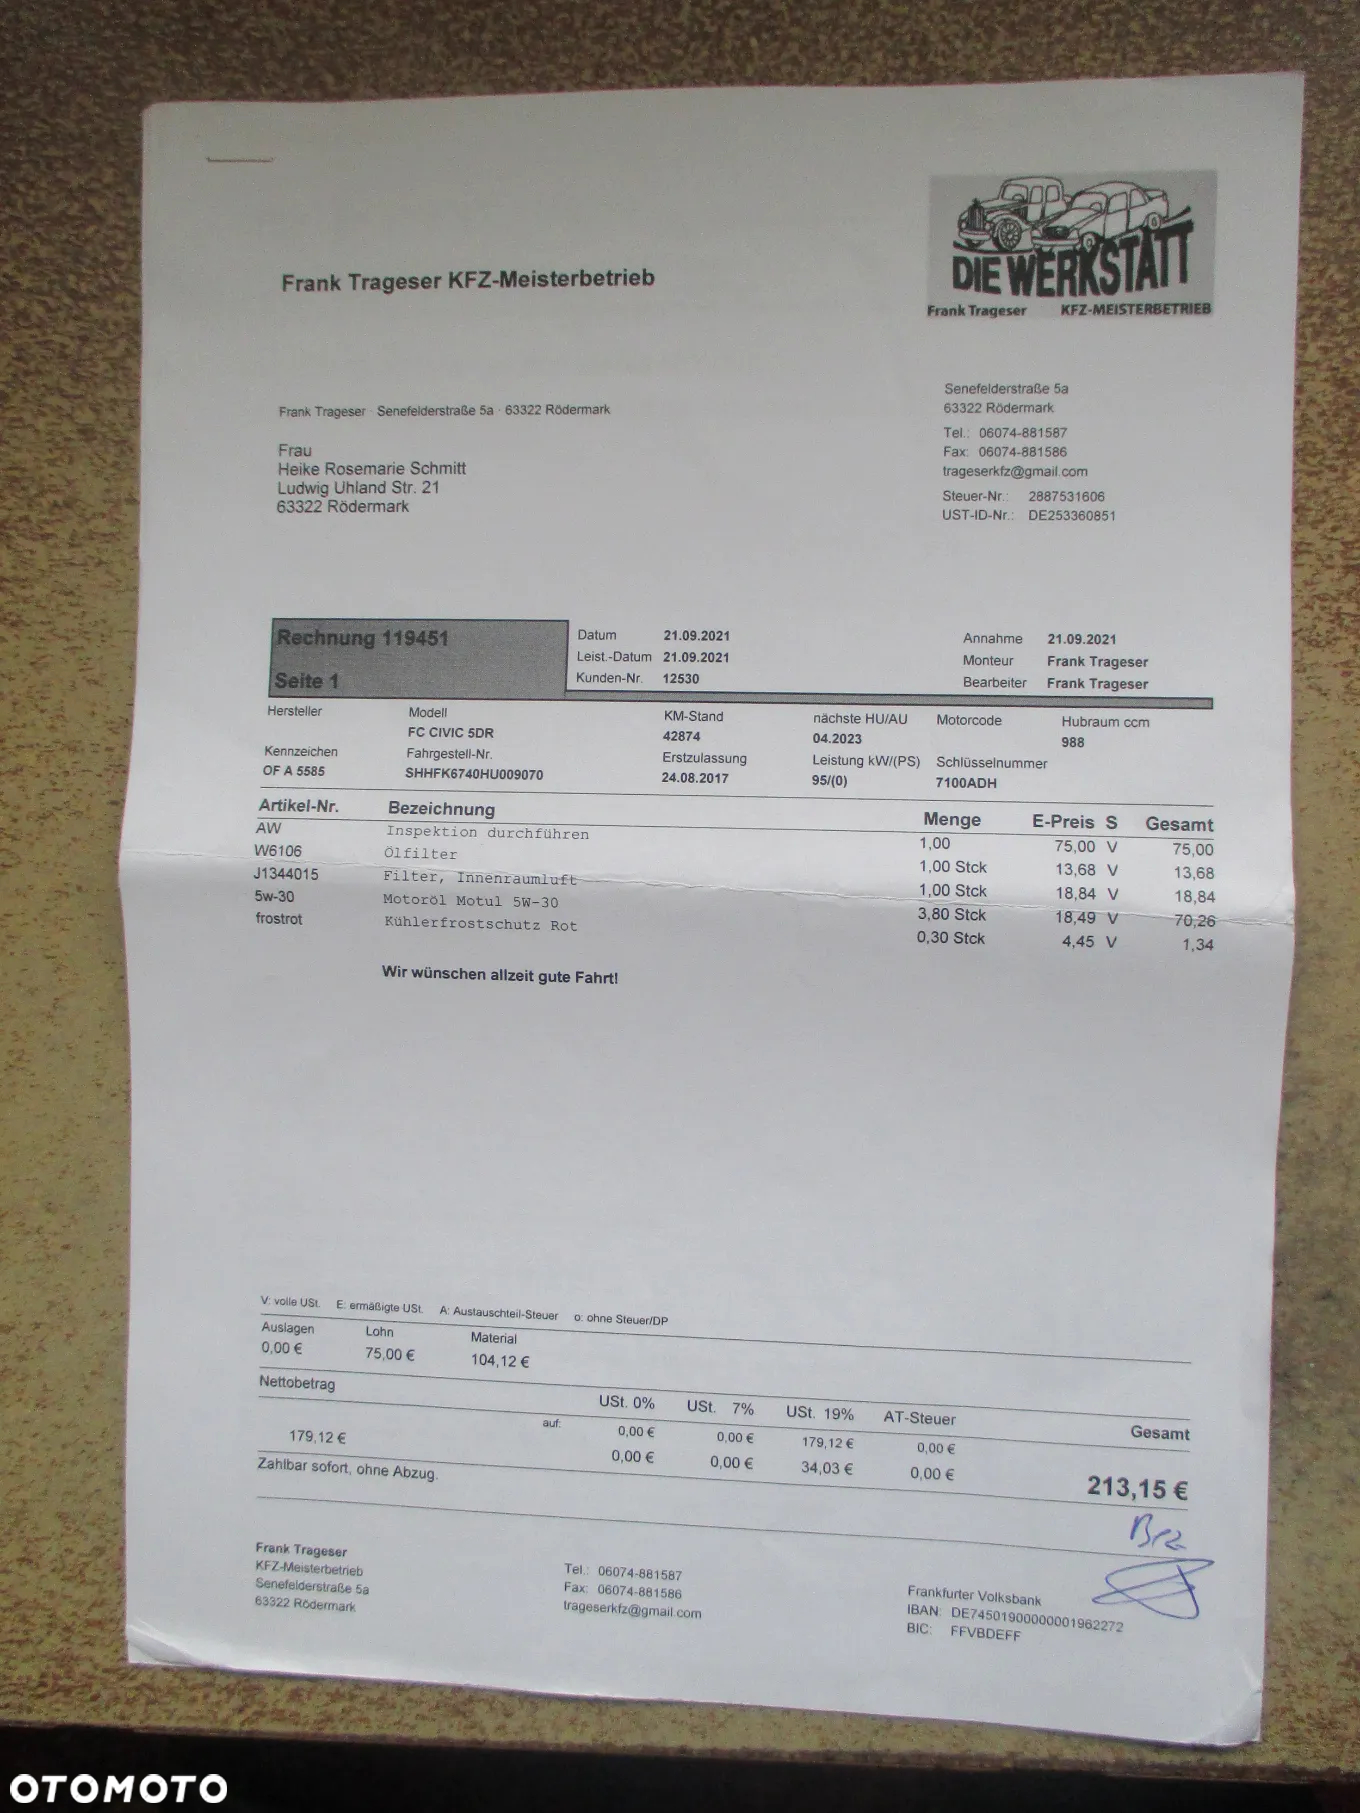 DIE WERKSTATT
Frank Trageser KFZ-MEISTERBETRIEB
Frank Trageser KFZ-Meisterbetrieb
Frank Trageser · Senefelderstraße 5a · 63322 Rödermark
Frau
Heike Rosemarie Schmitt
Ludwig Uhland Str. 21
63322 Rödermark
Senefelderstraße 5a
63322 Rödermark
Tel.: 06074-881587
Fax: 06074-881586
trageserkfz@gmail.com
Steuer-Nr.: 2887531606
UST-ID-Nr.: DE253360851
Rechnung 119451
Seite 1
Datum 21.09.2021
Leist.-Datum 21.09.2021
Kunden-Nr. 12530
Annahme 21.09.2021
Monteur Frank Trageser
Bearbeiter Frank Trageser
Hersteller Modell KM-Stand nächste HU/AU Motorcode Hubraum ccm
FC CIVIC 5DR 42874 04.2023 988
Kennzeichen Fahrgestell-Nr. Erstzulassung Leistung kW/(PS) Schlüsselnummer
OF A 5585 SHHFK6740HU009070 24.08.2017 95/(0) 7100ADH
Artikel-Nr. Bezeichnung Menge E-Preis S Gesamt
AW Inspektion durchführen 1,00 75,00 V 75,00
W6106 Ölfilter 1,00 Stck 13,68 V 13,68
J1344015 Filter, Innenraumluft 1,00 Stck 18,84 V 18,84
5w-30 Motoröl Motul 5W-30 3,80 Stck 18,49 V 70,26
frostrot Kühlerfrostschutz Rot 0,30 Stck 4,45 V 1,34
Wir wünschen allzeit gute Fahrt!
V: volle USt. E: ermäßigte USt. A: Austauschteil-Steuer o: ohne Steuer/DP
Auslagen Lohn Material
0,00 € 75,00 € 104,12 €
Nettobetrag USt. 0% USt. 7% USt. 19% AT-Steuer Gesamt
179,12 € auf: 0,00 € 0,00 € 179,12 € 0,00 €
0,00 € 0,00 € 34,03 € 0,00 € 213,15 €
Zahlbar sofort, ohne Abzug.
Frank Trageser
KFZ-Meisterbetrieb
Senefelderstraße 5a
63322 Rödermark
Tel.: 06074-881587
Fax: 06074-881586
trageserkfz@gmail.com
Frankfurter Volksbank
IBAN: DE74501900000001962272
BIC: FFVBDEFF
OTOMOTO